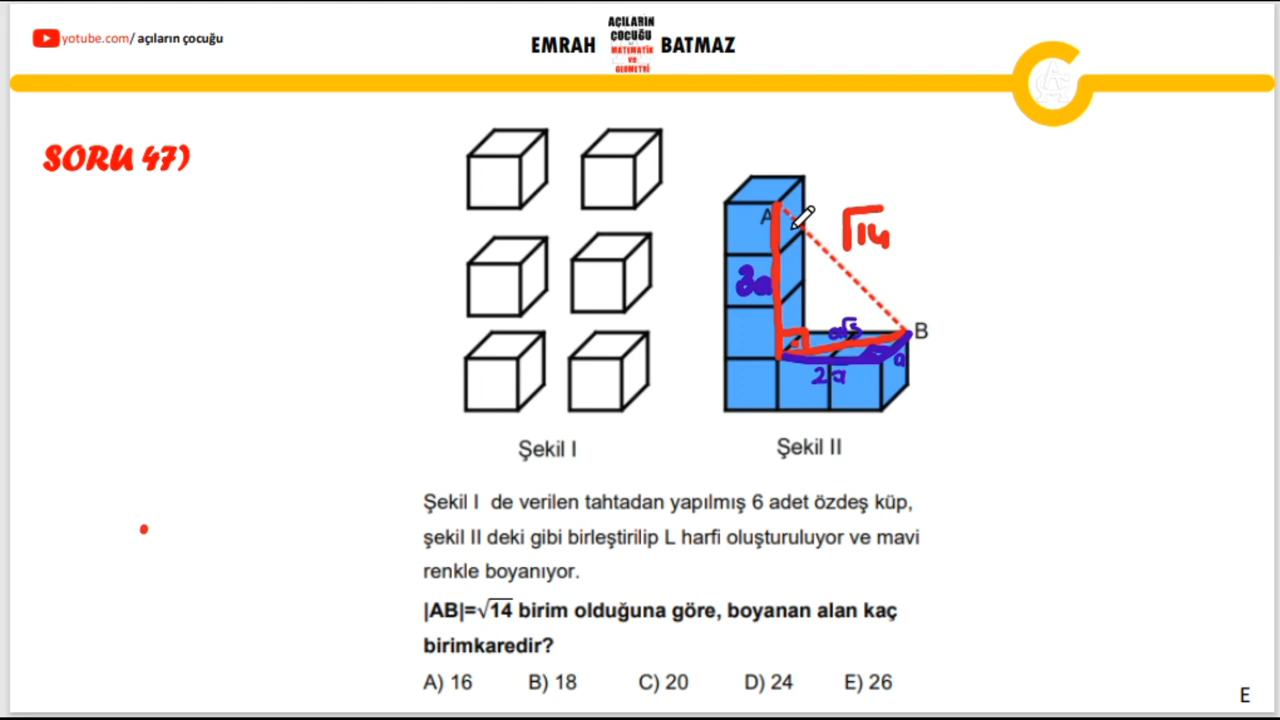 yotube.com/ açıların çocuğu
EMRAH
AÇILARIN
ÇOCUĞU
MATEMATİK
ve
GEOMETRİ
BATMAZ
SORU 47)
A
√14
3a
a√5
B
a
2a
Şekil I
Şekil II
Şekil I de verilen tahtadan yapılmış 6 adet özdeş küp,
şekil II deki gibi birleştirilip L harfi oluşturuluyor ve mavi
renkle boyanıyor.
|AB|=√14 birim olduğuna göre, boyanan alan kaç
birimkaredir?
A) 16 B) 18 C) 20 D) 24 E) 26
E